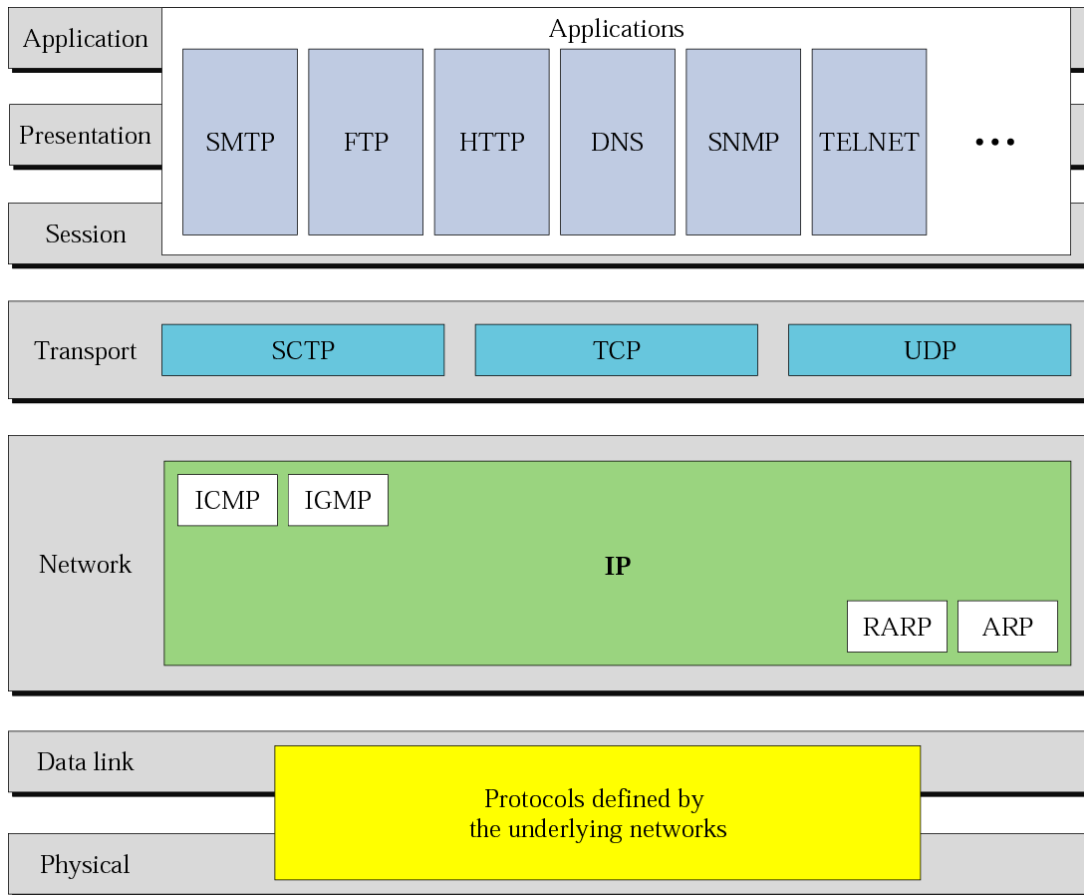 Application
Applications
Presentation
SMTP
FTP
HTTP
DNS
SNMP
TELNET
...
Session
Transport
SCTP
TCP
UDP
Network
ICMP
IGMP
IP
RARP
ARP
Data link
Protocols defined by
the underlying networks
Physical